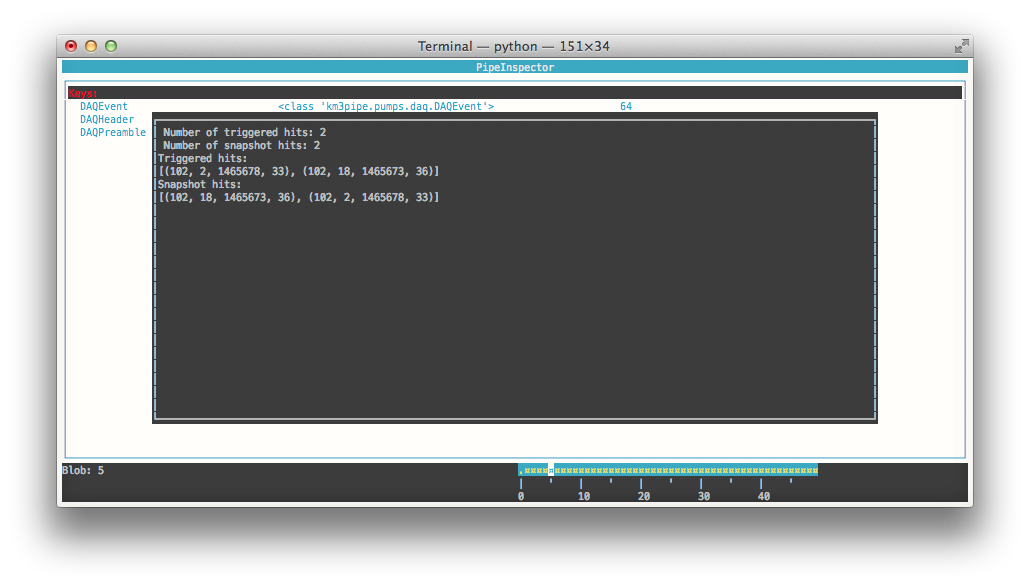 Terminal — python — 151×34
PipeInspector
Keys:
DAQEvent <class 'km3pipe.pumps.daq.DAQEvent'> 64
DAQHeader
DAQPreamble
Number of triggered hits: 2
Number of snapshot hits: 2
Triggered hits:
[(102, 2, 1465678, 33), (102, 18, 1465673, 36)]
Snapshot hits:
[(102, 18, 1465673, 36), (102, 2, 1465678, 33)]
Blob: 5
.¤¤¤¤¤¤¤¤¤¤¤¤¤¤¤¤¤¤¤¤¤¤¤¤¤¤¤¤¤¤¤¤¤¤¤¤¤¤¤¤¤¤¤¤¤¤¤¤¤
0 10 20 30 40